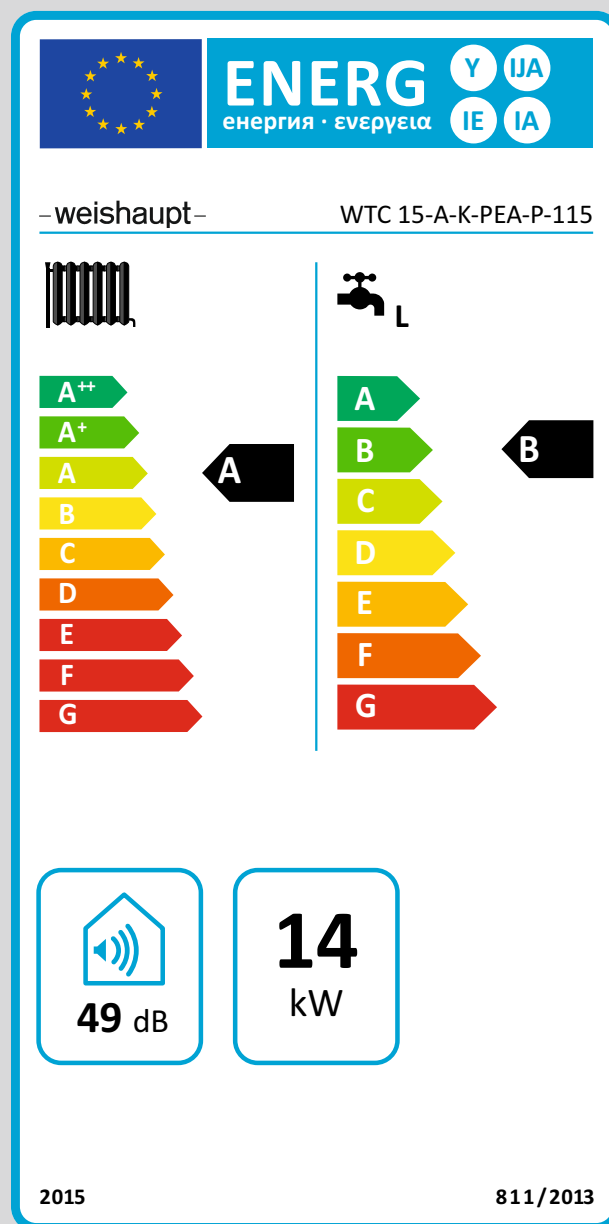 ENERG Y IJA
енергия · ενεργεια IE IA
–weishaupt– WTC 15-A-K-PEA-P-115
L
A++
A+
A
B
C
D
E
F
G
A
A
B
C
D
E
F
G
B
49 dB
14
kW
2015 811/2013